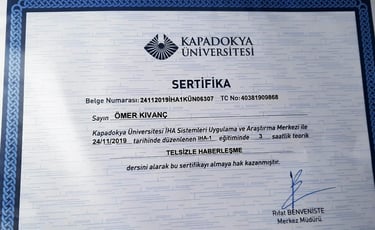 KAPADOKYA
ÜNİVERSİTESİ
SERTİFİKA
Belge Numarası: 24112019İHA1KÜN06307 TC No:40381909868
Sayın ÖMER KIVANÇ
Kapadokya Üniversitesi İHA Sistemleri Uygulama ve Araştırma Merkezi ile
24/11/2019 tarihinde düzenlenen İHA-1 eğitiminde 3 saatlik teorik
TELSİZLE HABERLEŞME
dersini alarak bu sertifikayı almaya hak kazanmıştır.
Rıfat BENVENİSTE
Merkez Müdürü